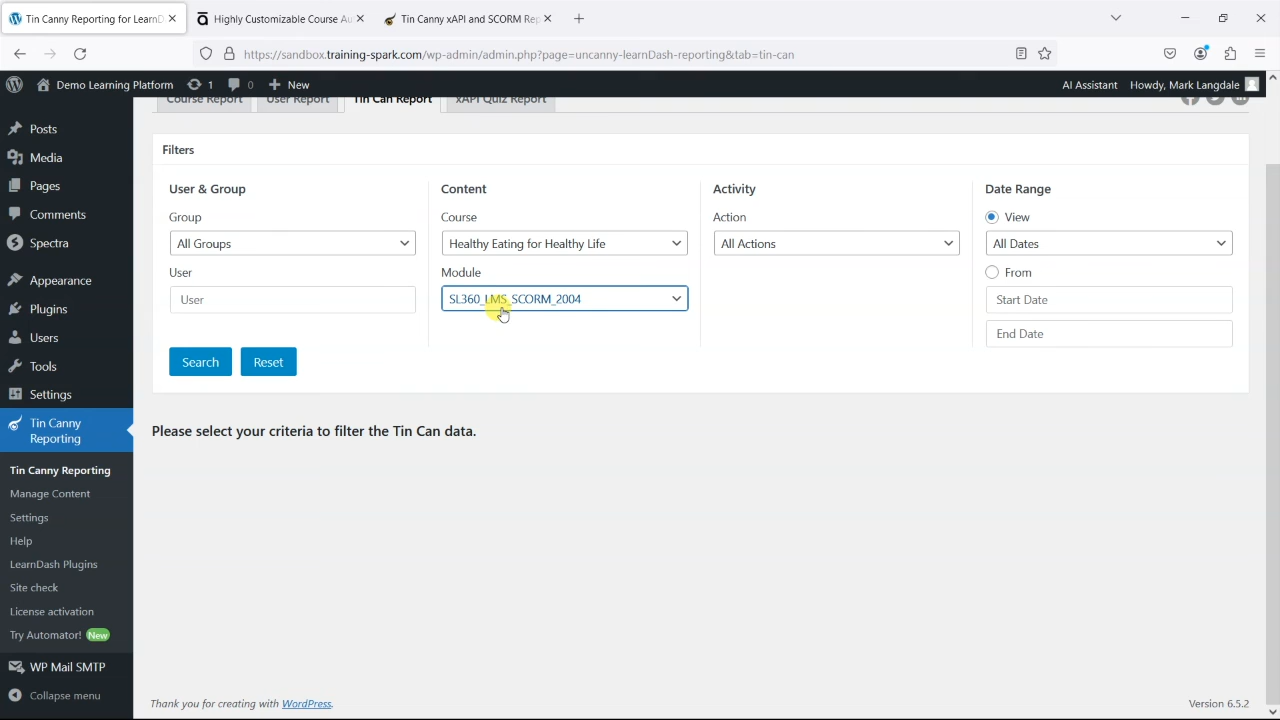 Tin Canny Reporting for LearnD
Highly Customizable Course Au
Tin Canny xAPI and SCORM Rep
https://sandbox.training-spark.com/wp-admin/admin.php?page=uncanny-learnDash-reporting&tab=tin-can
Demo Learning Platform 1 0 New AI Assistant Howdy, Mark Langdale
Course Report User Report Tin Can Report xAPI Quiz Report
Posts
Media
Pages
Comments
Spectra
Appearance
Plugins
Users
Tools
Settings
Tin Canny
Reporting
Tin Canny Reporting
Manage Content
Settings
Help
LearnDash Plugins
Site check
License activation
Try Automator! New
WP Mail SMTP
Collapse menu
Filters
User & Group
Group
All Groups
User
User
Content
Course
Healthy Eating for Healthy Life
Module
SL360_LMS_SCORM_2004
Activity
Action
All Actions
Date Range
View
All Dates
From
Start Date
End Date
Search Reset
Please select your criteria to filter the Tin Can data.
Thank you for creating with WordPress.
Version 6.5.2